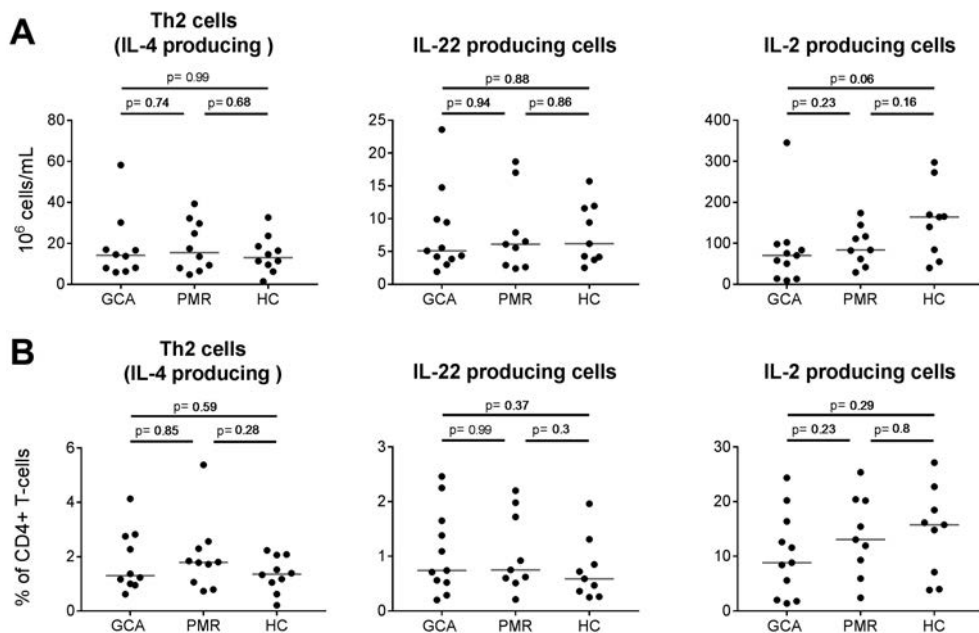 A
Th2 cells
(IL-4 producing )
p= 0.99
p= 0.74 p= 0.68
10⁶ cells/mL
80
60
40
20
0
GCA PMR HC
IL-22 producing cells
p= 0.88
p= 0.94 p= 0.86
25
20
15
10
5
0
GCA PMR HC
IL-2 producing cells
p= 0.06
p= 0.23 p= 0.16
400
300
200
100
0
GCA PMR HC
B
Th2 cells
(IL-4 producing )
p= 0.59
p= 0.85 p= 0.28
% of CD4+ T-cells
6
4
2
0
GCA PMR HC
IL-22 producing cells
p= 0.37
p= 0.99 p= 0.3
3
2
1
0
GCA PMR HC
IL-2 producing cells
p= 0.29
p= 0.23 p= 0.8
30
20
10
0
GCA PMR HC